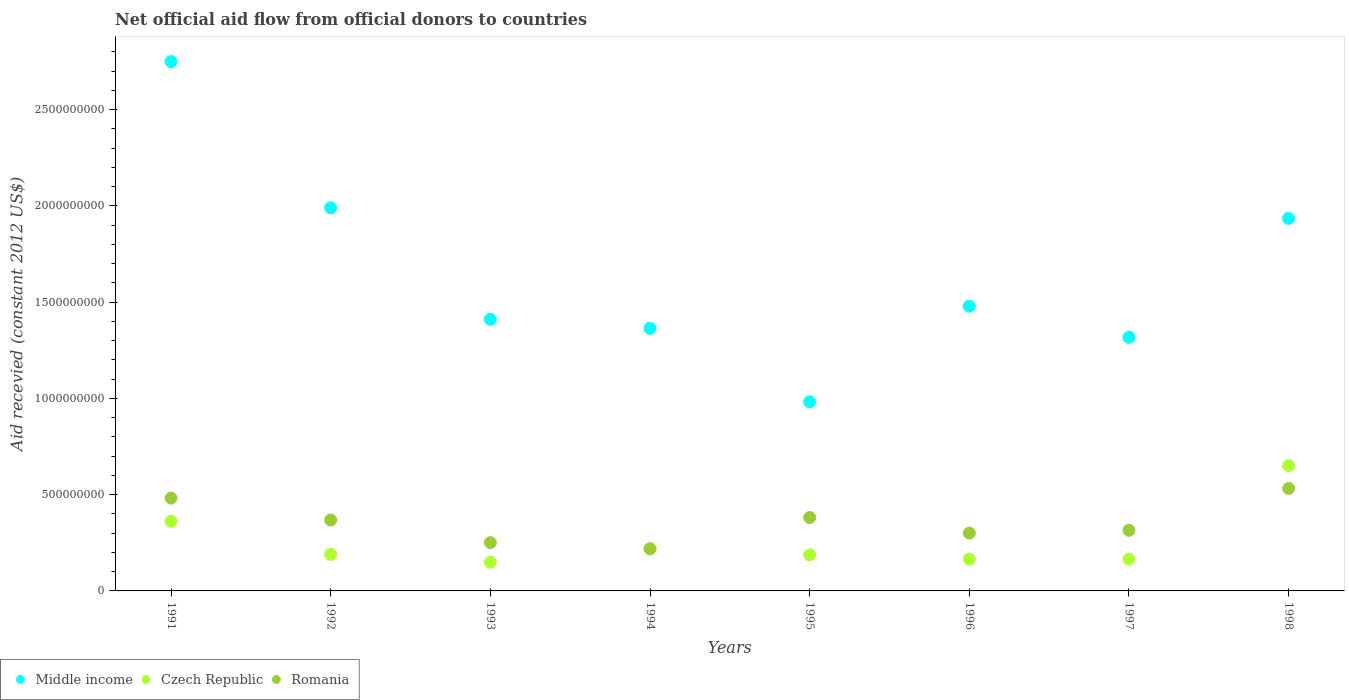 Net official aid flow from official donors to countries
Aid recevied (constant 2012 US$)
2500000000
2000000000
1500000000
1000000000
500000000
0
1991
1992
1993
1994
1995
1996
1997
1998
Years
Middle income
Czech Republic
Romania